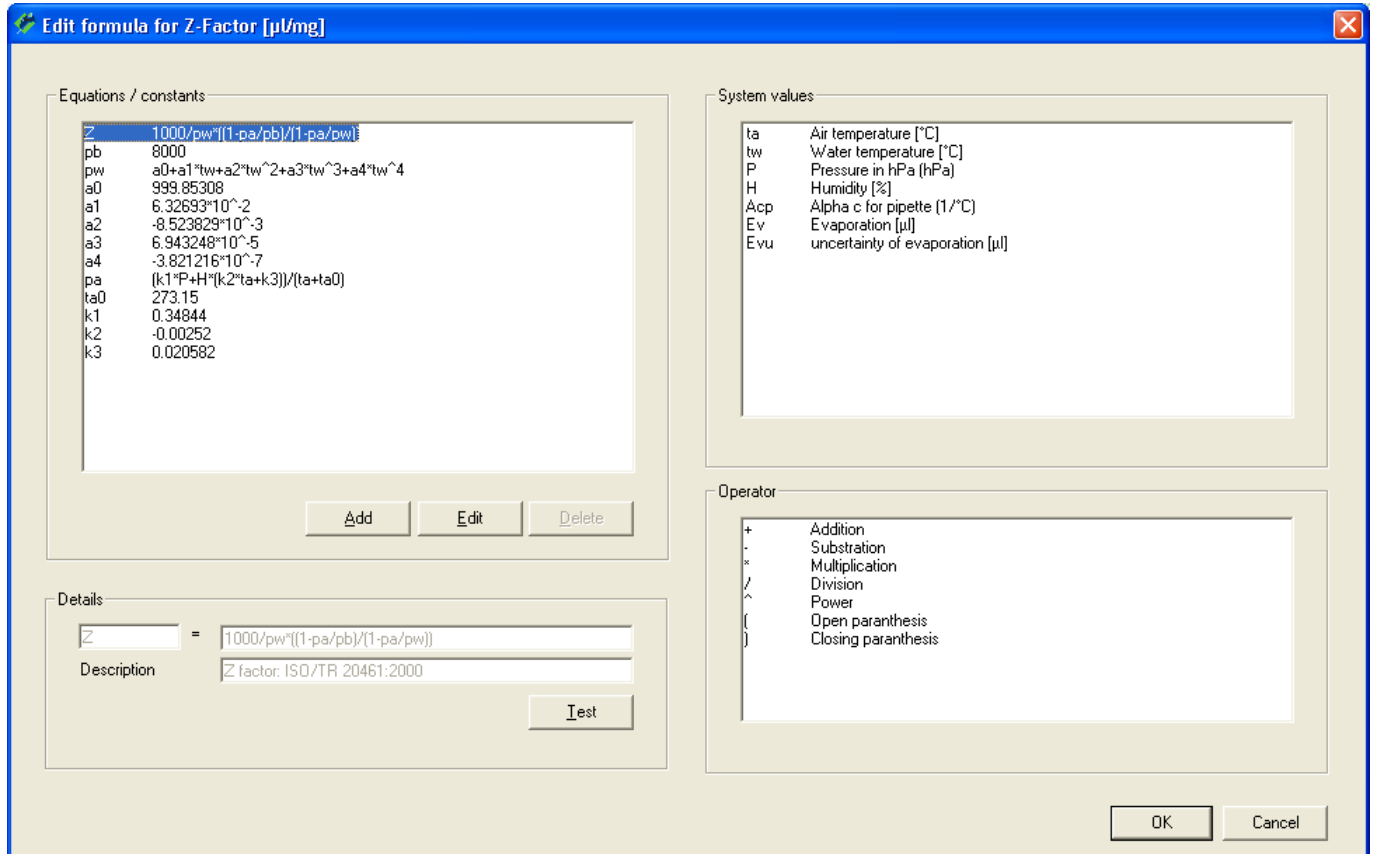 Edit formula for Z-Factor [µl/mg]
Equations / constants
Z 1000/pw*((1-pa/pb)/(1-pa/pw))
pb 8000
pw a0+a1*tw+a2*tw^2+a3*tw^3+a4*tw^4
a0 999.85308
a1 6.32693*10^-2
a2 -8.523829*10^-3
a3 6.943248*10^-5
a4 -3.821216*10^-7
pa (k1*P+H*(k2*ta+k3))/(ta+ta0)
ta0 273.15
k1 0.34844
k2 -0.00252
k3 0.020582
Add Edit Delete
Details
Z = 1000/pw*((1-pa/pb)/(1-pa/pw))
Description Z factor: ISO/TR 20461:2000
Test
System values
ta Air temperature [°C]
tw Water temperature [°C]
P Pressure in hPa (hPa)
H Humidity [%]
Acp Alpha c for pipette (1/°C)
Ev Evaporation [µl]
Evu uncertainty of evaporation [µl]
Operator
+ Addition
- Substration
* Multiplication
/ Division
^ Power
( Open paranthesis
) Closing paranthesis
OK Cancel